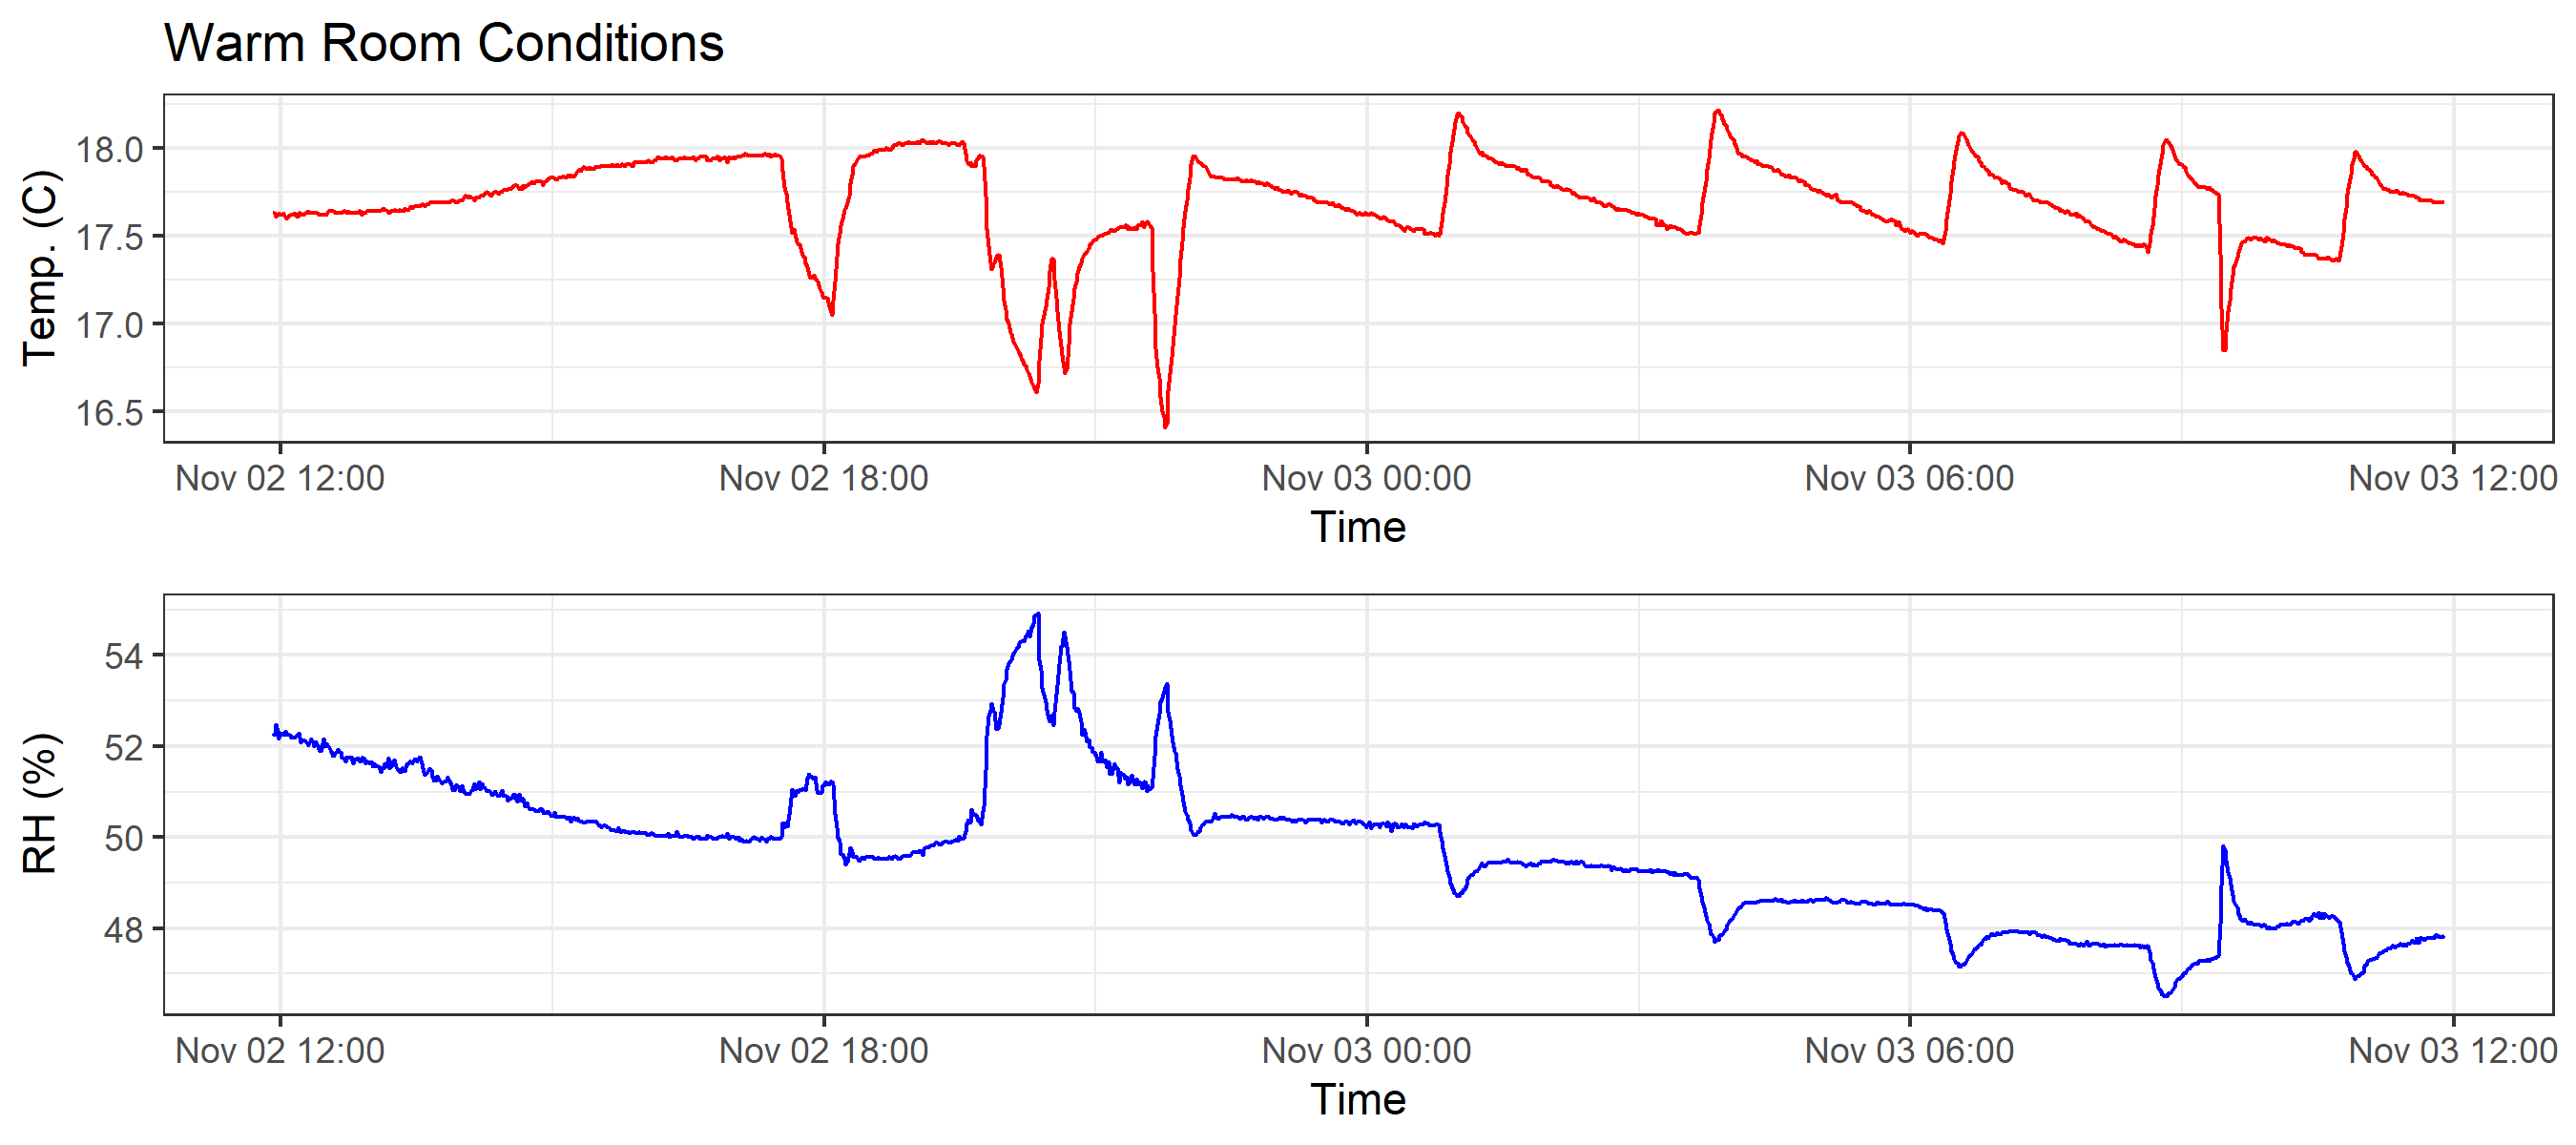 Warm Room Conditions
Temp. (C)
18.0
17.5
17.0
16.5
Nov 02 12:00 Nov 02 18:00 Nov 03 00:00 Nov 03 06:00 Nov 03 12:00
Time
RH (%)
54
52
50
48
Nov 02 12:00 Nov 02 18:00 Nov 03 00:00 Nov 03 06:00 Nov 03 12:00
Time